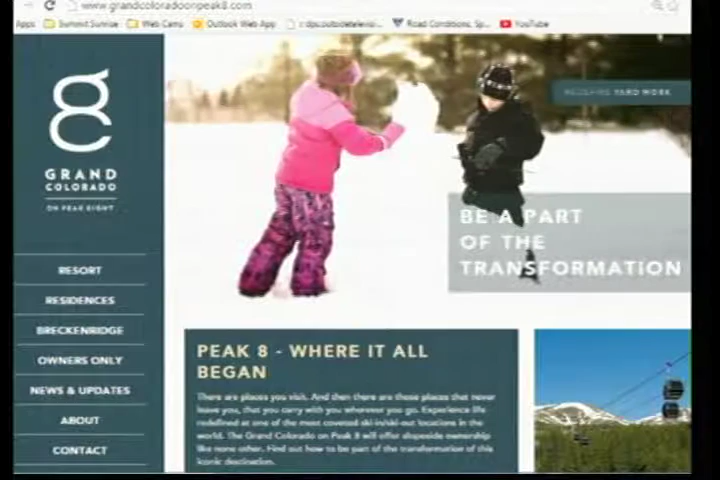 www.grandcoloradoonpeak8.com
Apps Summit Sunrise Web Cams Outlook Web App Road Conditions, Sp... YouTube
8
GRAND
COLORADO
ON PEAK EIGHT
YARD WORK
BE A PART
OF THE
TRANSFORMATION
RESORT
RESIDENCES
BRECKENRIDGE
OWNERS ONLY
NEWS & UPDATES
ABOUT
CONTACT
PEAK 8 - WHERE IT ALL
BEGAN
There are places you visit. And then there are those places that never
leave you, that you carry with you wherever you go. Experience life
redefined at one of the most coveted ski-in/ski-out locations in the
world. The Grand Colorado on Peak 8 will offer slopeside ownership
like none other. Find out how to be part of the transformation of this
iconic destination.